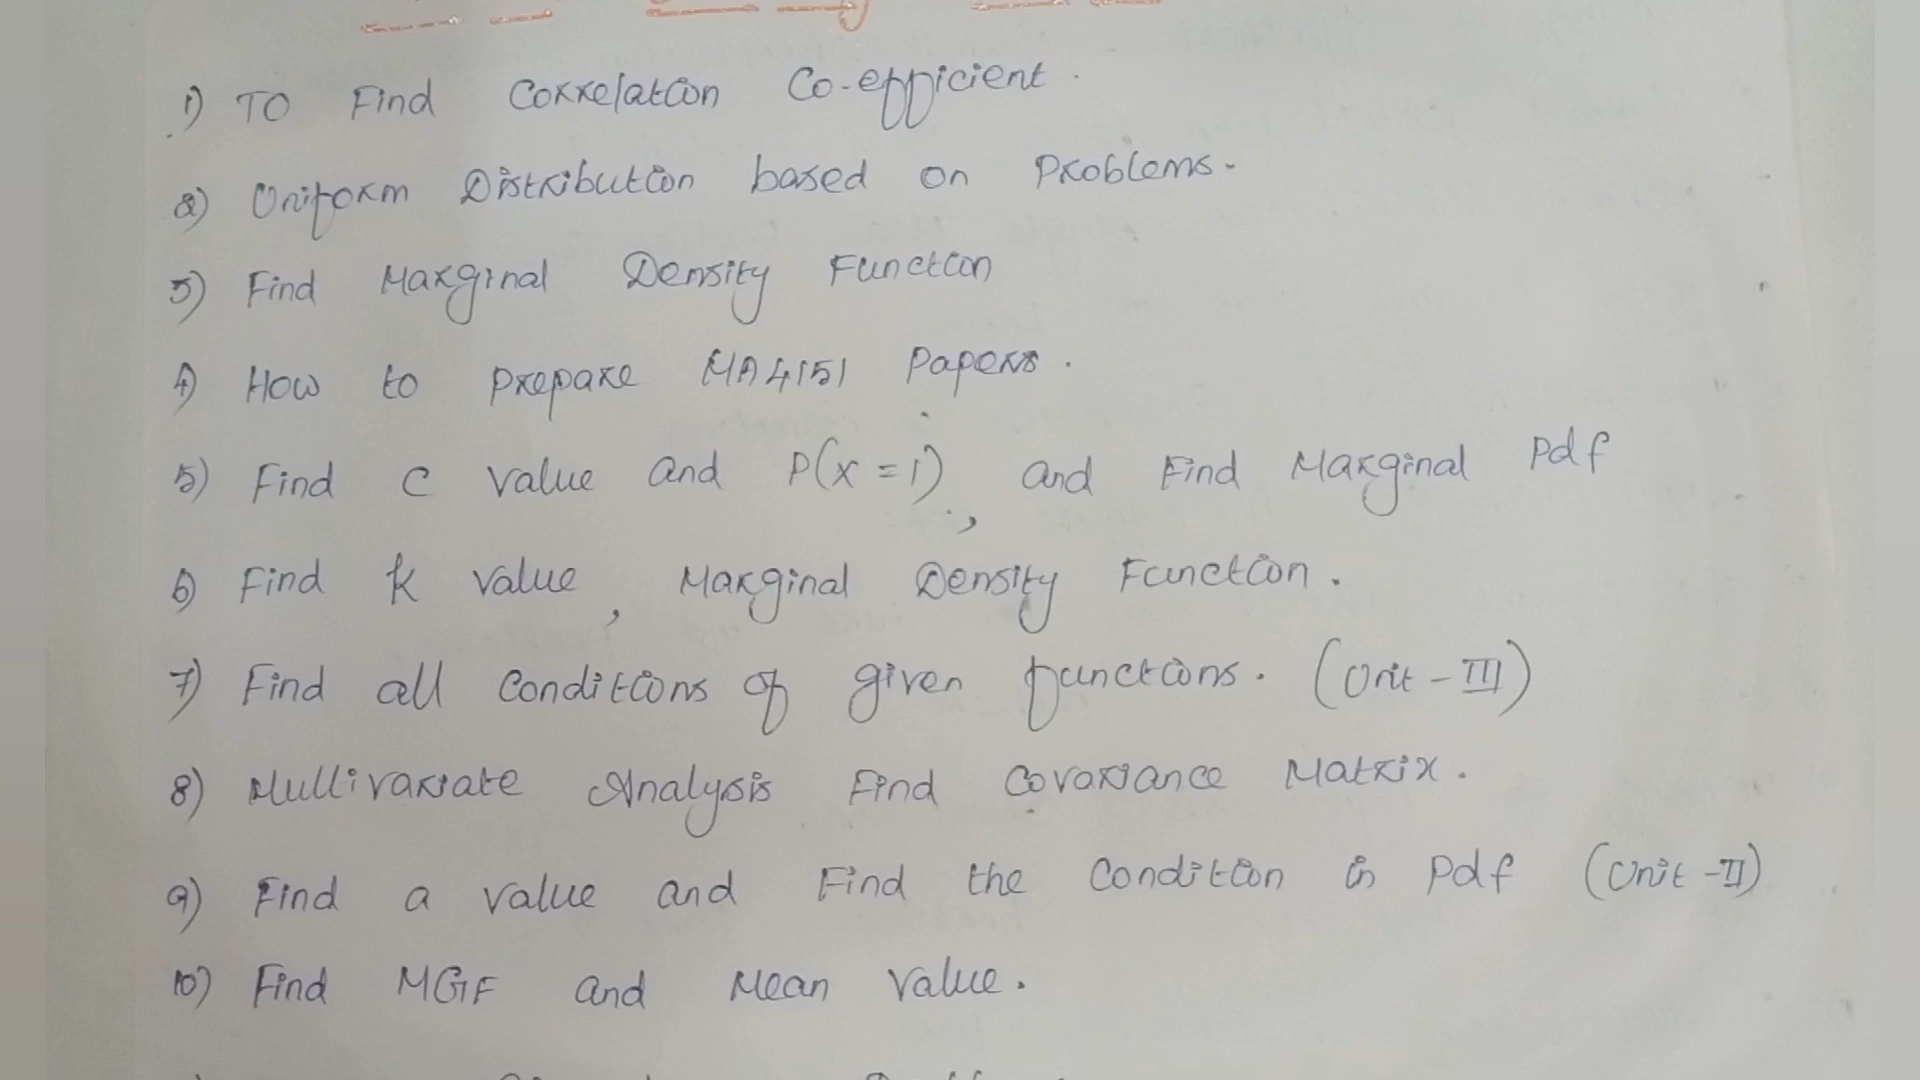 1) TO Find Correlation Co-efficient.
2) Uniform Distribution based on Problems.
3) Find Marginal Density Function
4) How to prepare MA4151 Papers.
5) Find c value and P(x=1), and Find Marginal Pdf
6) Find k value, Marginal Density Function.
7) Find all Conditions of given functions. (Unit-III)
8) Multivariate Analysis Find Covariance Matrix.
9) Find a value and Find the Condition in Pdf (Unit-II)
10) Find MGF and Mean Value.